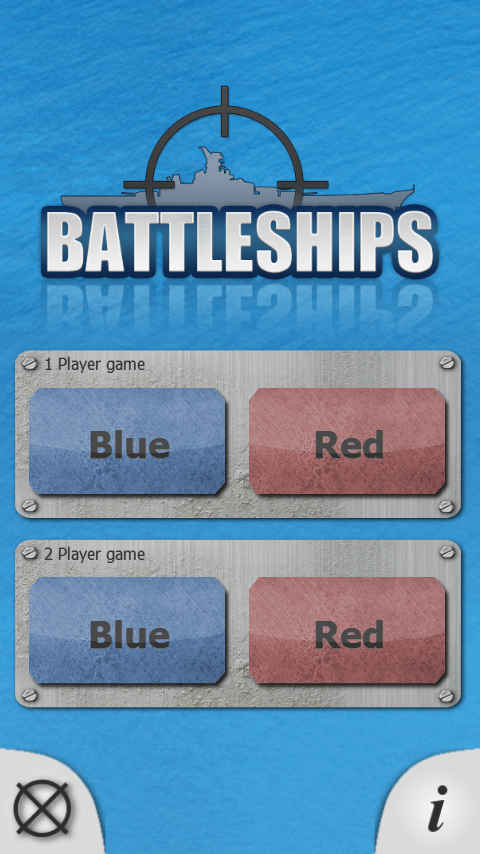 BATTLESHIPS
1 Player game
Blue Red
2 Player game
Blue Red
i